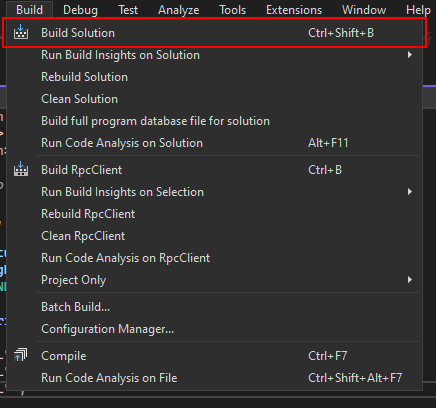 Build Debug Test Analyze Tools Extensions Window Help
Build Solution Ctrl+Shift+B
Run Build Insights on Solution
Rebuild Solution
Clean Solution
Build full program database file for solution
Run Code Analysis on Solution Alt+F11
Build RpcClient Ctrl+B
Run Build Insights on Selection
Rebuild RpcClient
Clean RpcClient
Run Code Analysis on RpcClient
Project Only
Batch Build...
Configuration Manager...
Compile Ctrl+F7
Run Code Analysis on File Ctrl+Shift+Alt+F7